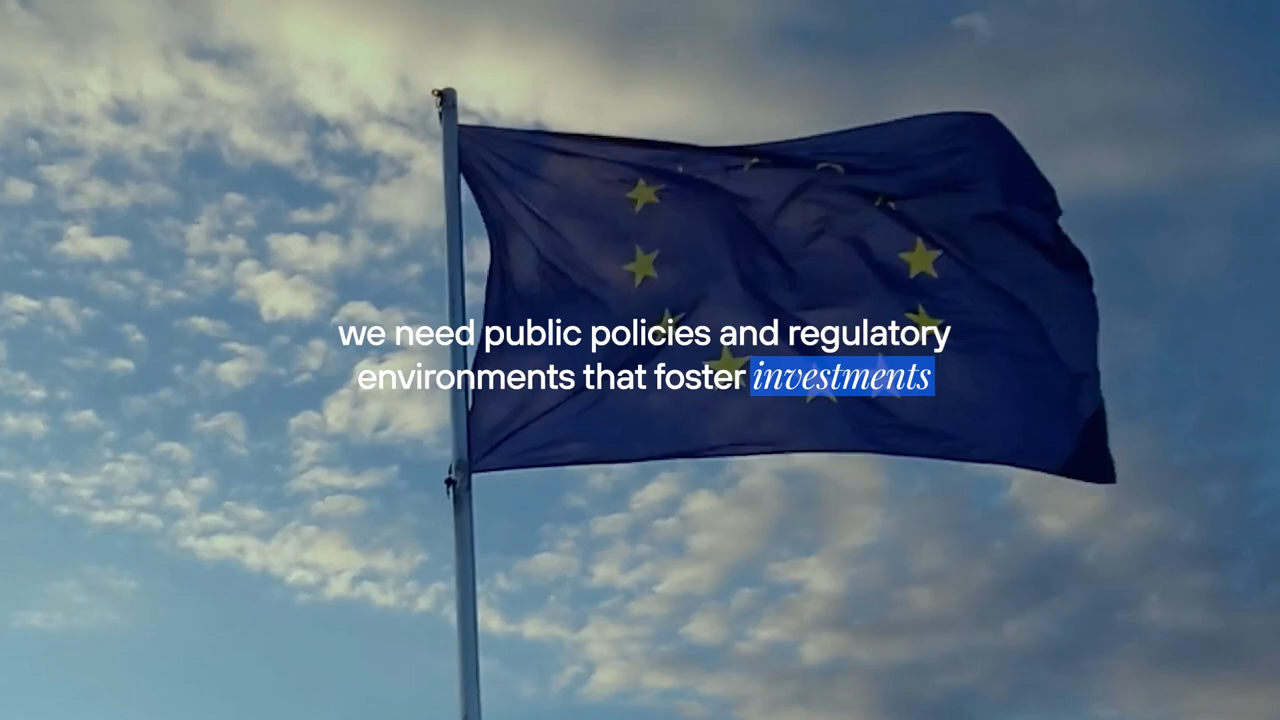 we need public policies and regulatory
environments that foster investments